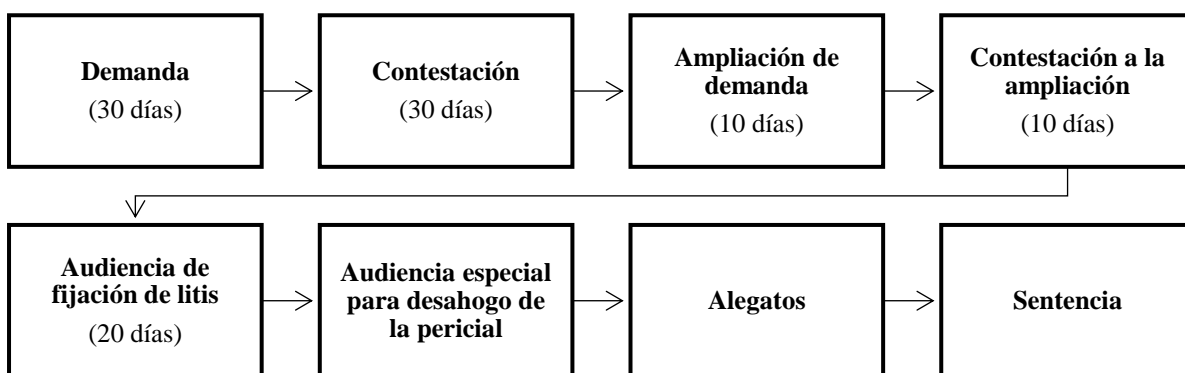 Demanda
(30 días)
Contestación
(30 días)
Ampliación de
demanda
(10 días)
Contestación a la
ampliación
(10 días)
Audiencia de
fijación de litis
(20 días)
Audiencia especial
para desahogo de
la pericial
Alegatos
Sentencia